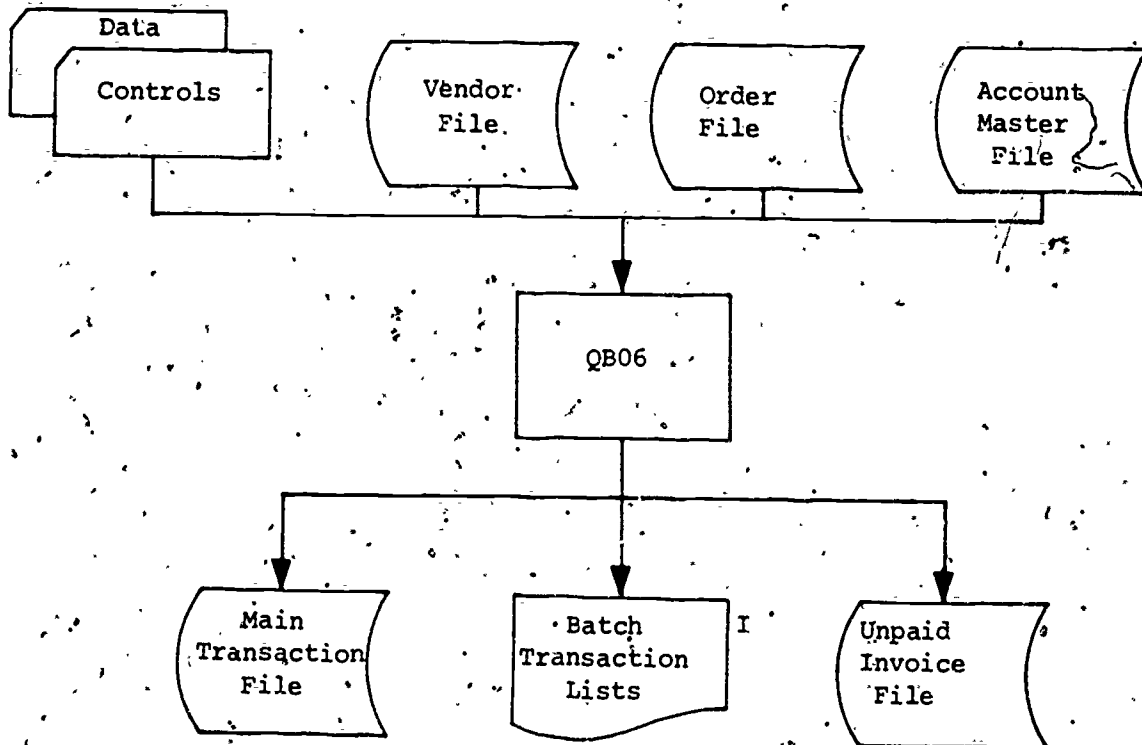 Data
Controls
Vendor
File
Order
File
Account
Master
File
QB06
Main
Transaction
File
Batch
Transaction
Lists
I
Unpaid
Invoice
File